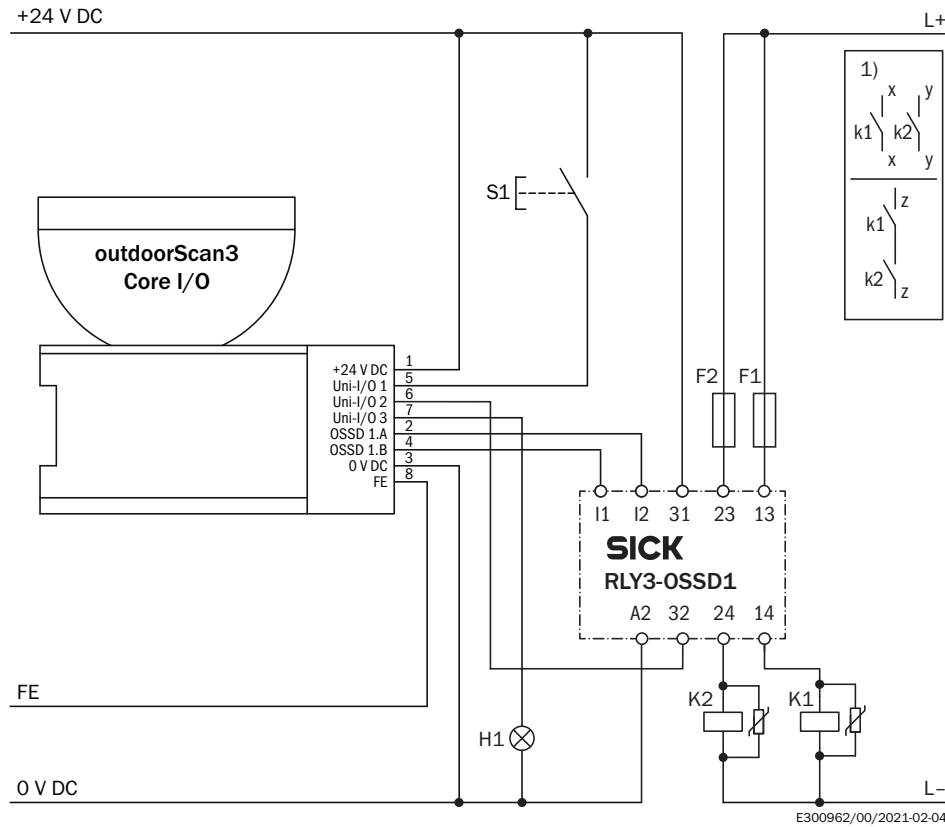 +24 V DC
L+
1)
x
y
k1
k2
x
y
z
k1
k2
z
S1
outdoorScan3
Core I/O
+24 V DC 1
Uni-I/O 1 5
Uni-I/O 2 6
Uni-I/O 3 7
OSSD 1.A 2
OSSD 1.B 4
0 V DC 3
FE 8
F2
F1
I1
I2
31
23
13
SICK
RLY3-OSSD1
A2
32
24
14
FE
K2
K1
H1
0 V DC
L–
E300962/00/2021-02-04